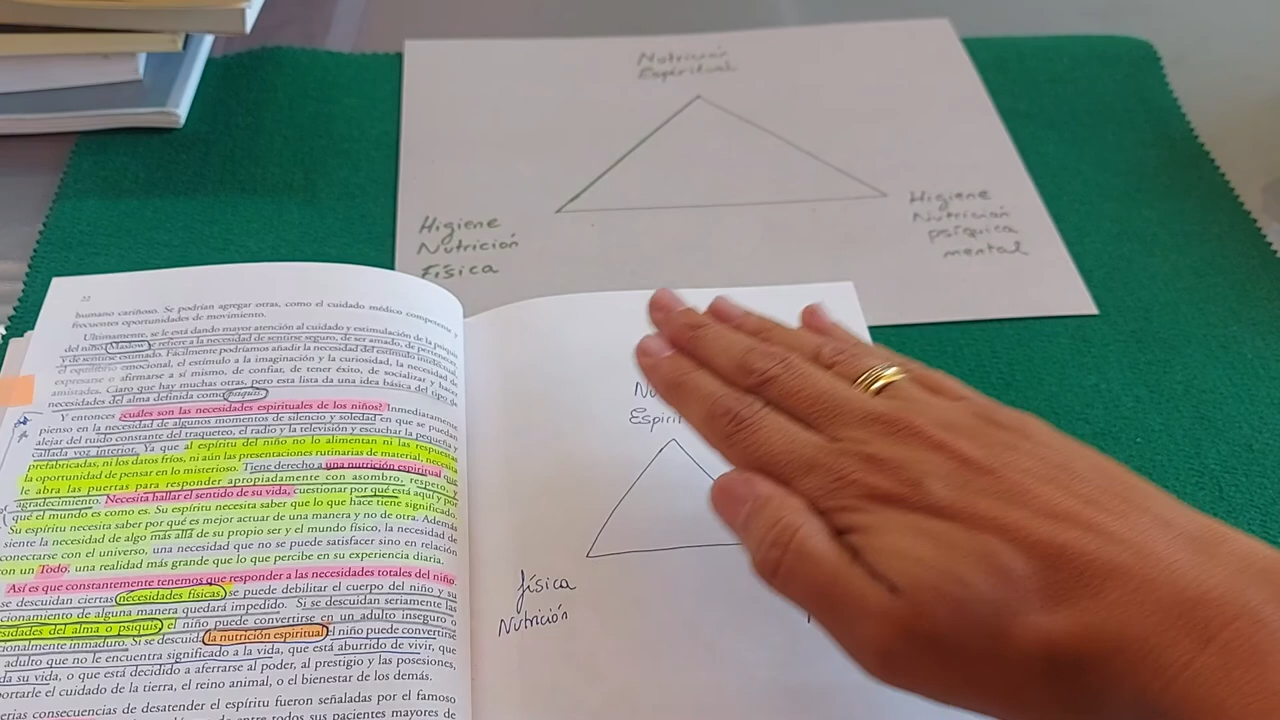 Nutrición
Espiritual
Higiene
Nutrición
Física
Higiene
Nutrición
psíquica
mental
22
humano cariñoso. Se podrían agregar otras, como el cuidado médico competente y
frecuentes oportunidades de movimiento.
Ultimamente, se le está dando mayor atención al cuidado y estimulación de la psiquis
del niño. Maslow se refiere a la necesidad de sentirse seguro, de ser amado, de pertenecer
y de sentirse estimado. Fácilmente podríamos añadir la necesidad del estímulo intelectual,
el equilibrio emocional, el estímulo a la imaginación y la curiosidad, la necesidad de
expresarse o afirmarse a sí mismo, de confiar, de tener éxito, de socializar y hacer
amistades. Claro que hay muchas otras, pero esta lista da una idea básica del tipo de
necesidades del alma definida como psiquis.
Y entonces ¿cuáles son las necesidades espirituales de los niños? Inmediatamente
pienso en la necesidad de algunos momentos de silencio y soledad en que se puedan
alejar del ruido constante del traqueteo, el radio y la televisión y escuchar la pequeña y
callada voz interior. Ya que al espíritu del niño no lo alimentan ni las respuestas
prefabricadas, ni los datos fríos, ni aún las presentaciones rutinarias de material, necesita
la oportunidad de pensar en lo misterioso. Tiene derecho a una nutrición espiritual que
le abra las puertas para responder apropiadamente con asombro, respeto, y
agradecimiento. Necesita hallar el sentido de su vida, cuestionar por qué está aquí y por
qué el mundo es como es. Su espíritu necesita saber que lo que hace tiene significado.
Su espíritu necesita saber por qué es mejor actuar de una manera y no de otra. Además
siente la necesidad de algo más allá de su propio ser y el mundo físico, la necesidad de
conectarse con el universo, una necesidad que no se puede satisfacer sino en relación
con un Todo, una realidad más grande que lo que percibe en su experiencia diaria.
Así es que constantemente tenemos que responder a las necesidades totales del niño.
se descuidan ciertas necesidades físicas, se puede debilitar el cuerpo del niño y su
cionamiento de alguna manera quedará impedido. Si se descuidan seriamente las
esidades del alma o psiquis, el niño puede convertirse en un adulto inseguro o
cionalmente inmaduro. Si se descuida la nutrición espiritual el niño puede convertirse
adulto que no le encuentra significado a la vida, que está aburrido de vivir, que
da su vida, o que está decidido a aferrarse al poder, al prestigio y las posesiones,
portarle el cuidado de la tierra, el reino animal, o el bienestar de los demás.
erias consecuencias de desatender el espíritu fueron señaladas por el famoso
entre todos sus pacientes mayores de
Nu
Espirit
física
Nutrición